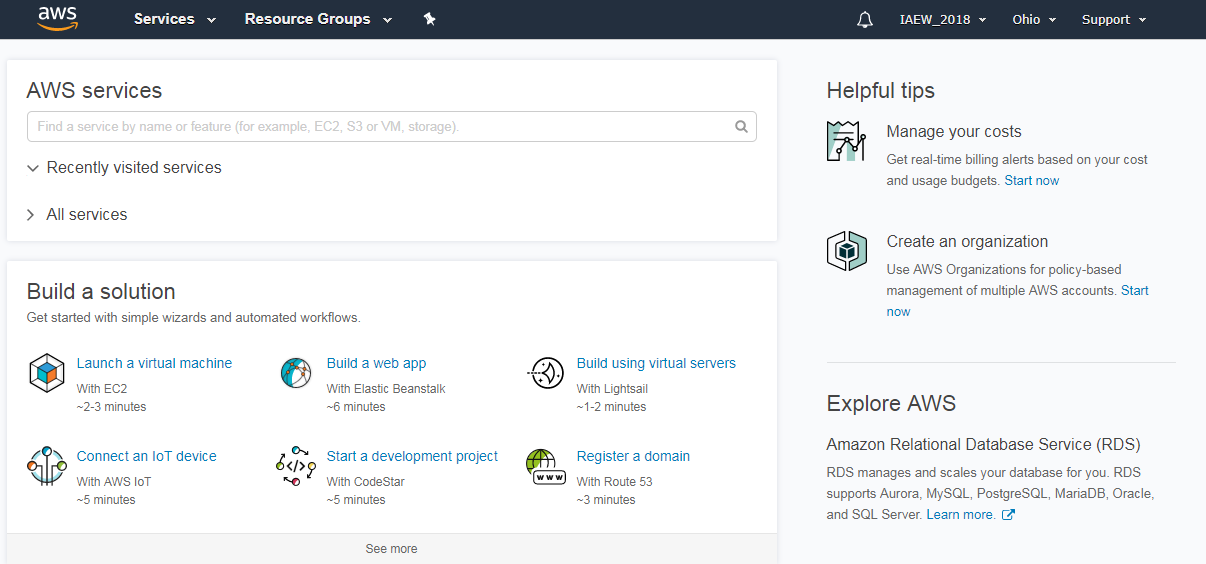 aws Services Resource Groups IAEW_2018 Ohio Support
AWS services
Find a service by name or feature (for example, EC2, S3 or VM, storage).
Recently visited services
All services
Build a solution
Get started with simple wizards and automated workflows.
Launch a virtual machine
With EC2
~2-3 minutes
Build a web app
With Elastic Beanstalk
~6 minutes
Build using virtual servers
With Lightsail
~1-2 minutes
Connect an IoT device
With AWS IoT
~5 minutes
Start a development project
With CodeStar
~5 minutes
www
Register a domain
With Route 53
~3 minutes
See more
Helpful tips
Manage your costs
Get real-time billing alerts based on your cost
and usage budgets. Start now
Create an organization
Use AWS Organizations for policy-based
management of multiple AWS accounts. Start
now
Explore AWS
Amazon Relational Database Service (RDS)
RDS manages and scales your database for you. RDS
supports Aurora, MySQL, PostgreSQL, MariaDB, Oracle,
and SQL Server. Learn more.